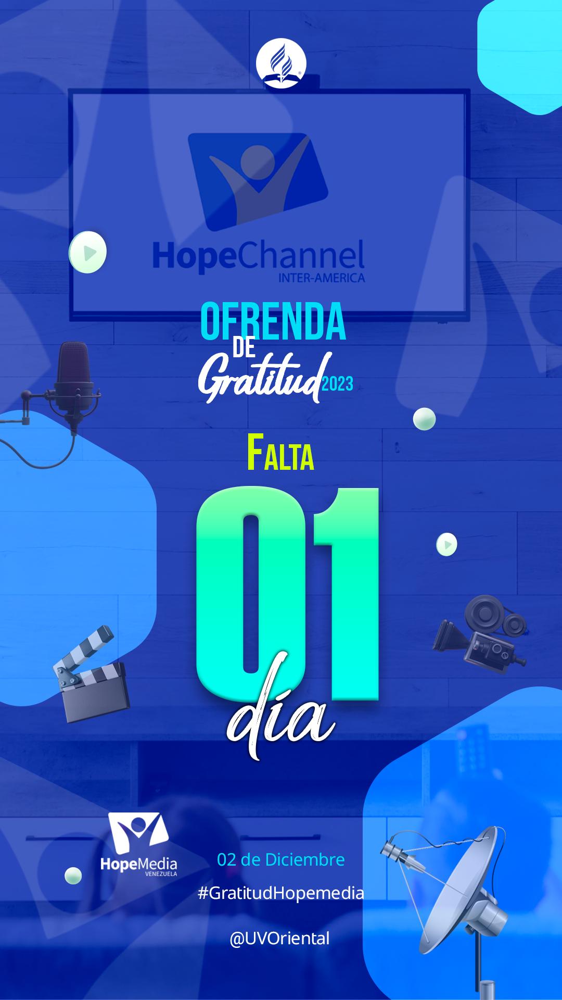 HopeChannel
INTER-AMERICA
OFRENDA
DE
Gratitud 2023
FALTA
01
día
HopeMedia
VENEZUELA
02 de Diciembre
#GratitudHopemedia
@UVOriental